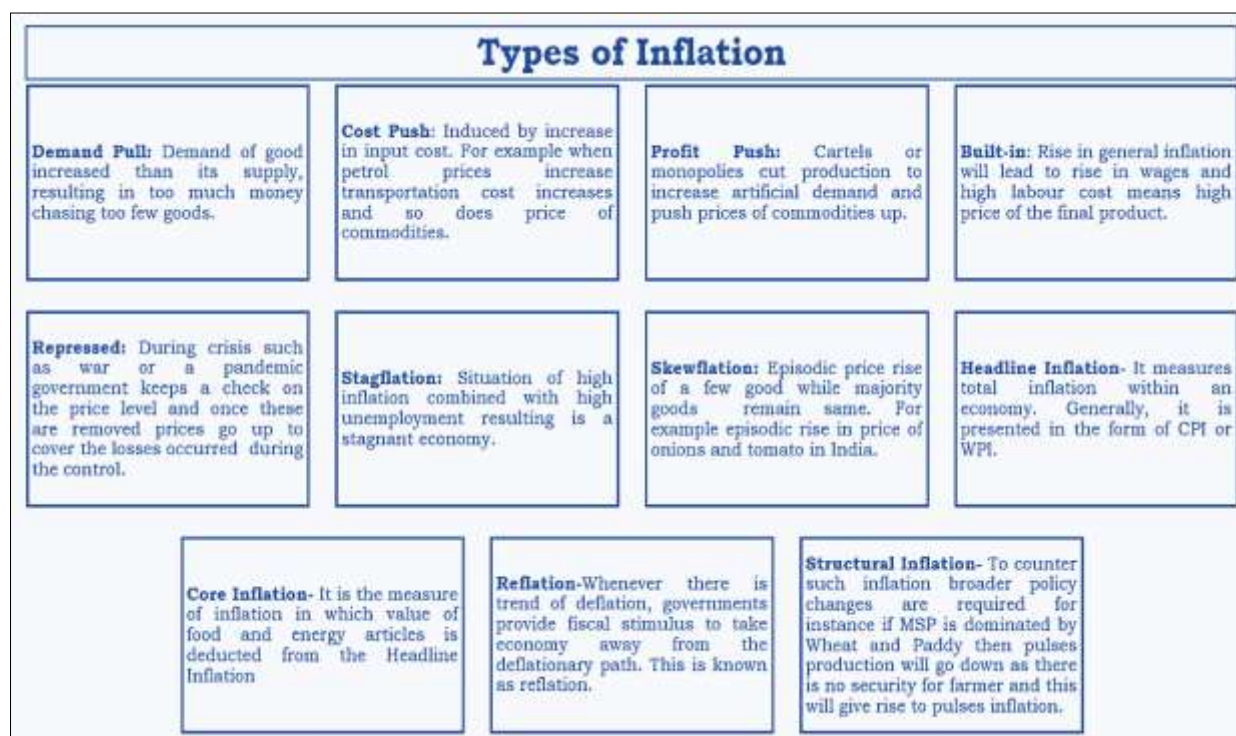 Types of Inflation
Demand Pull: Demand of good
increased than its supply,
resulting in too much money
chasing too few goods.
Cost Push: Induced by increase
in input cost. For example when
petrol prices increase
transportation cost increases
and so does price of
commodities.
Profit Push: Cartels or
monopolies cut production to
increase artificial demand and
push prices of commodities up.
Built-in: Rise in general inflation
will lead to rise in wages and
high labour cost means high
price of the final product.
Repressed: During crisis such
as war or a pandemic
government keeps a check on
the price level and once these
are removed prices go up to
cover the losses occurred during
the control.
Stagflation: Situation of high
inflation combined with high
unemployment resulting is a
stagnant economy.
Skewflation: Episodic price rise
of a few good while majority
goods remain same. For
example episodic rise in price of
onions and tomato in India.
Headline Inflation- It measures
total inflation within an
economy. Generally, it is
presented in the form of CPI or
WPI.
Core Inflation- It is the measure
of inflation in which value of
food and energy articles is
deducted from the Headline
Inflation
Reflation-Whenever there is
trend of deflation, governments
provide fiscal stimulus to take
economy away from the
deflationary path. This is known
as reflation.
Structural Inflation- To counter
such inflation broader policy
changes are required for
instance if MSP is dominated by
Wheat and Paddy then pulses
production will go down as there
is no security for farmer and this
will give rise to pulses inflation.